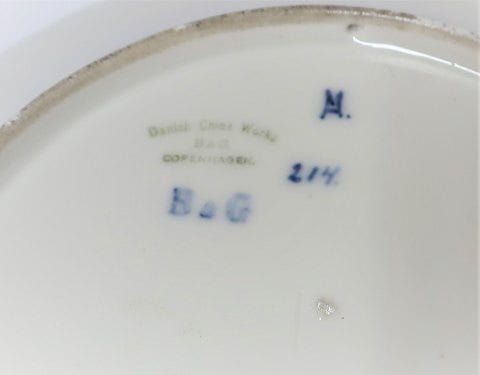 M.
Danish China Works
B & G
COPENHAGEN.
214.
B & G